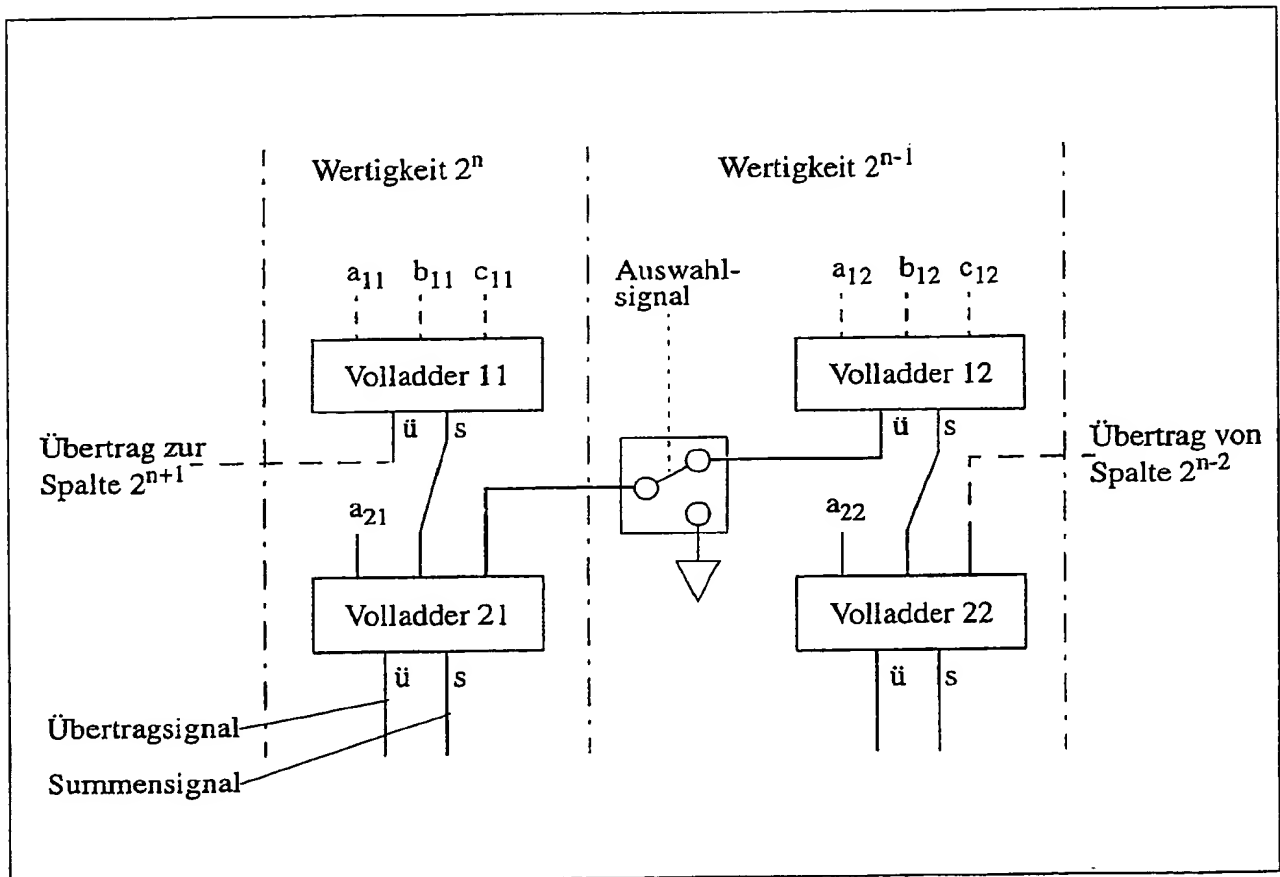 Wertigkeit 2ⁿ
Wertigkeit 2ⁿ⁻¹
a₁₁ b₁₁ c₁₁
Auswahl-
signal
a₁₂ b₁₂ c₁₂
Volladder 11
Volladder 12
ü s
ü s
Übertrag zur
Spalte 2ⁿ⁺¹
Übertrag von
Spalte 2ⁿ⁻²
a₂₁
a₂₂
Volladder 21
Volladder 22
ü s
ü s
Übertragsignal
Summensignal